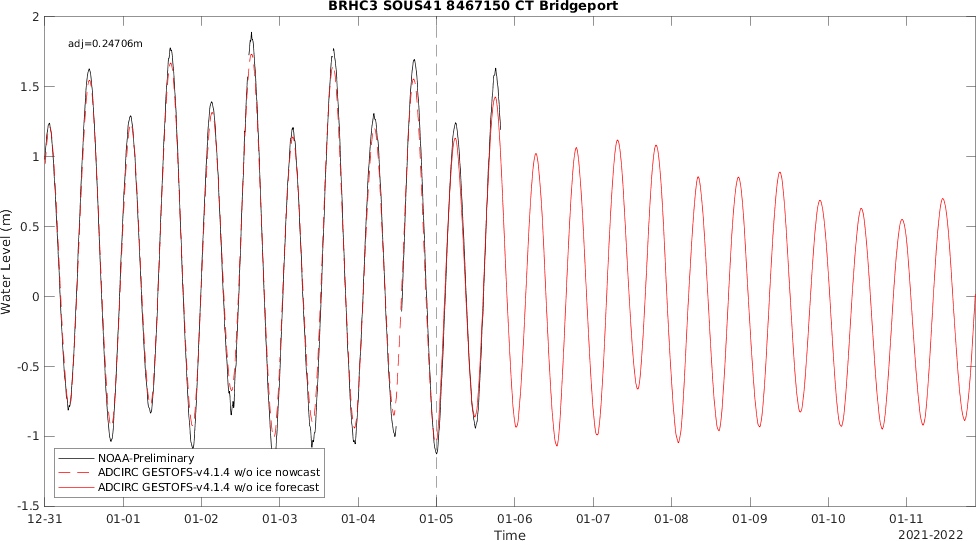 BRHC3 SOUS41 8467150 CT Bridgeport
adj=0.24706m
Water Level (m)
2
1.5
1
0.5
0
-0.5
-1
-1.5
NOAA-Preliminary
ADCIRC GESTOFS-v4.1.4 w/o ice nowcast
ADCIRC GESTOFS-v4.1.4 w/o ice forecast
12-31 01-01 01-02 01-03 01-04 01-05 01-06 01-07 01-08 01-09 01-10 01-11
Time
2021-2022